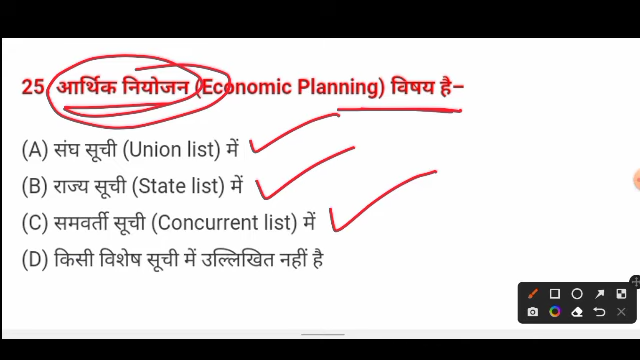 25. आर्थिक नियोजन (Economic Planning) विषय है–
(A) संघ सूची (Union list) में
(B) राज्य सूची (State list) में
(C) समवर्ती सूची (Concurrent list) में
(D) किसी विशेष सूची में उल्लिखित नहीं है